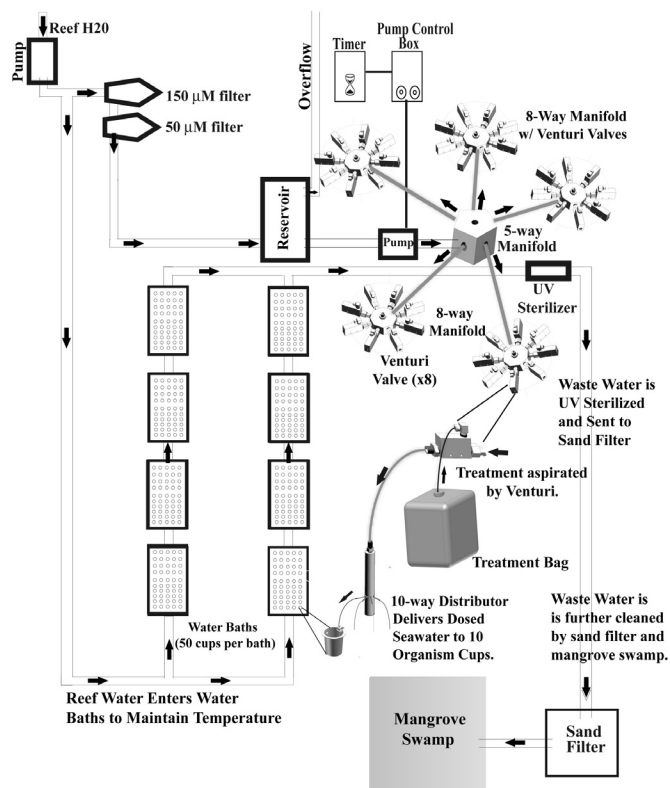 Reef H20
Pump
150 µM filter
50 µM filter
Overflow
Timer
Pump Control
Box
8-Way Manifold
w/ Venturi Valves
Reservoir
Pump
5-way
Manifold
UV
Sterilizer
8-way
Manifold
Venturi
Valve (x8)
Waste Water is
UV Sterilized
and Sent to
Sand Filter
Treatment aspirated
by Venturi.
Treatment Bag
10-way Distributor
Delivers Dosed
Seawater to 10
Organism Cups.
Waste Water is
is further cleaned
by sand filter and
mangrove swamp.
Water Baths
(50 cups per bath)
Reef Water Enters Water
Baths to Maintain Temperature
Mangrove
Swamp
Sand
Filter